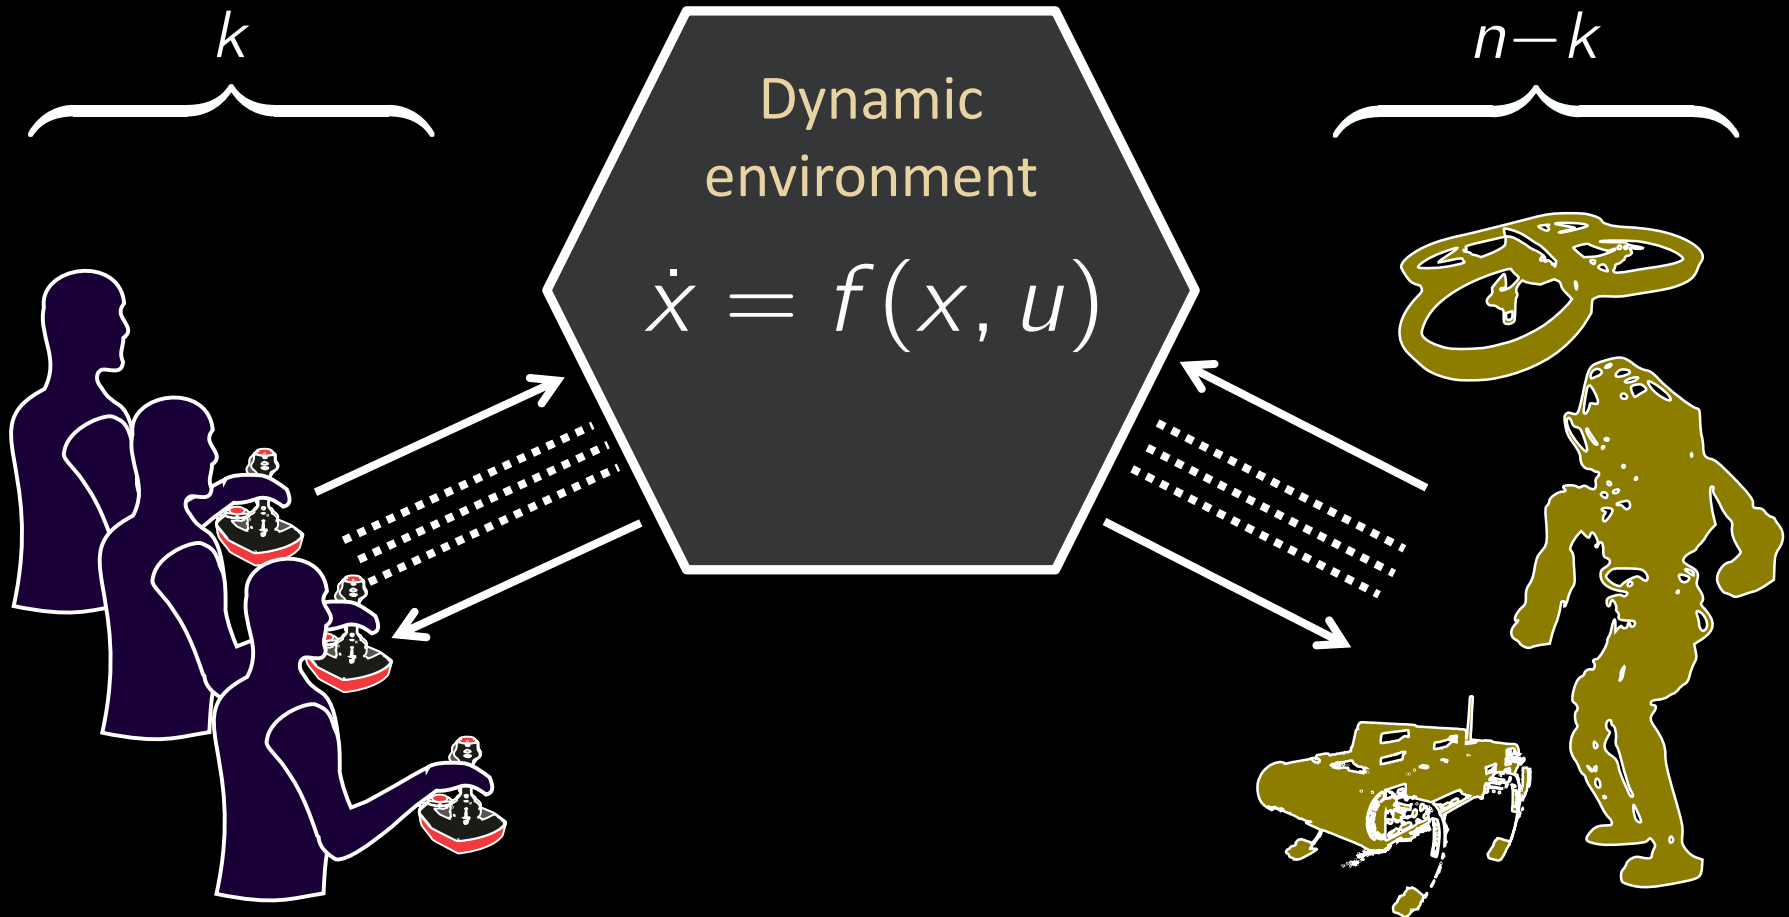 k
n−k
Dynamic
environment
ẋ = f(x, u)